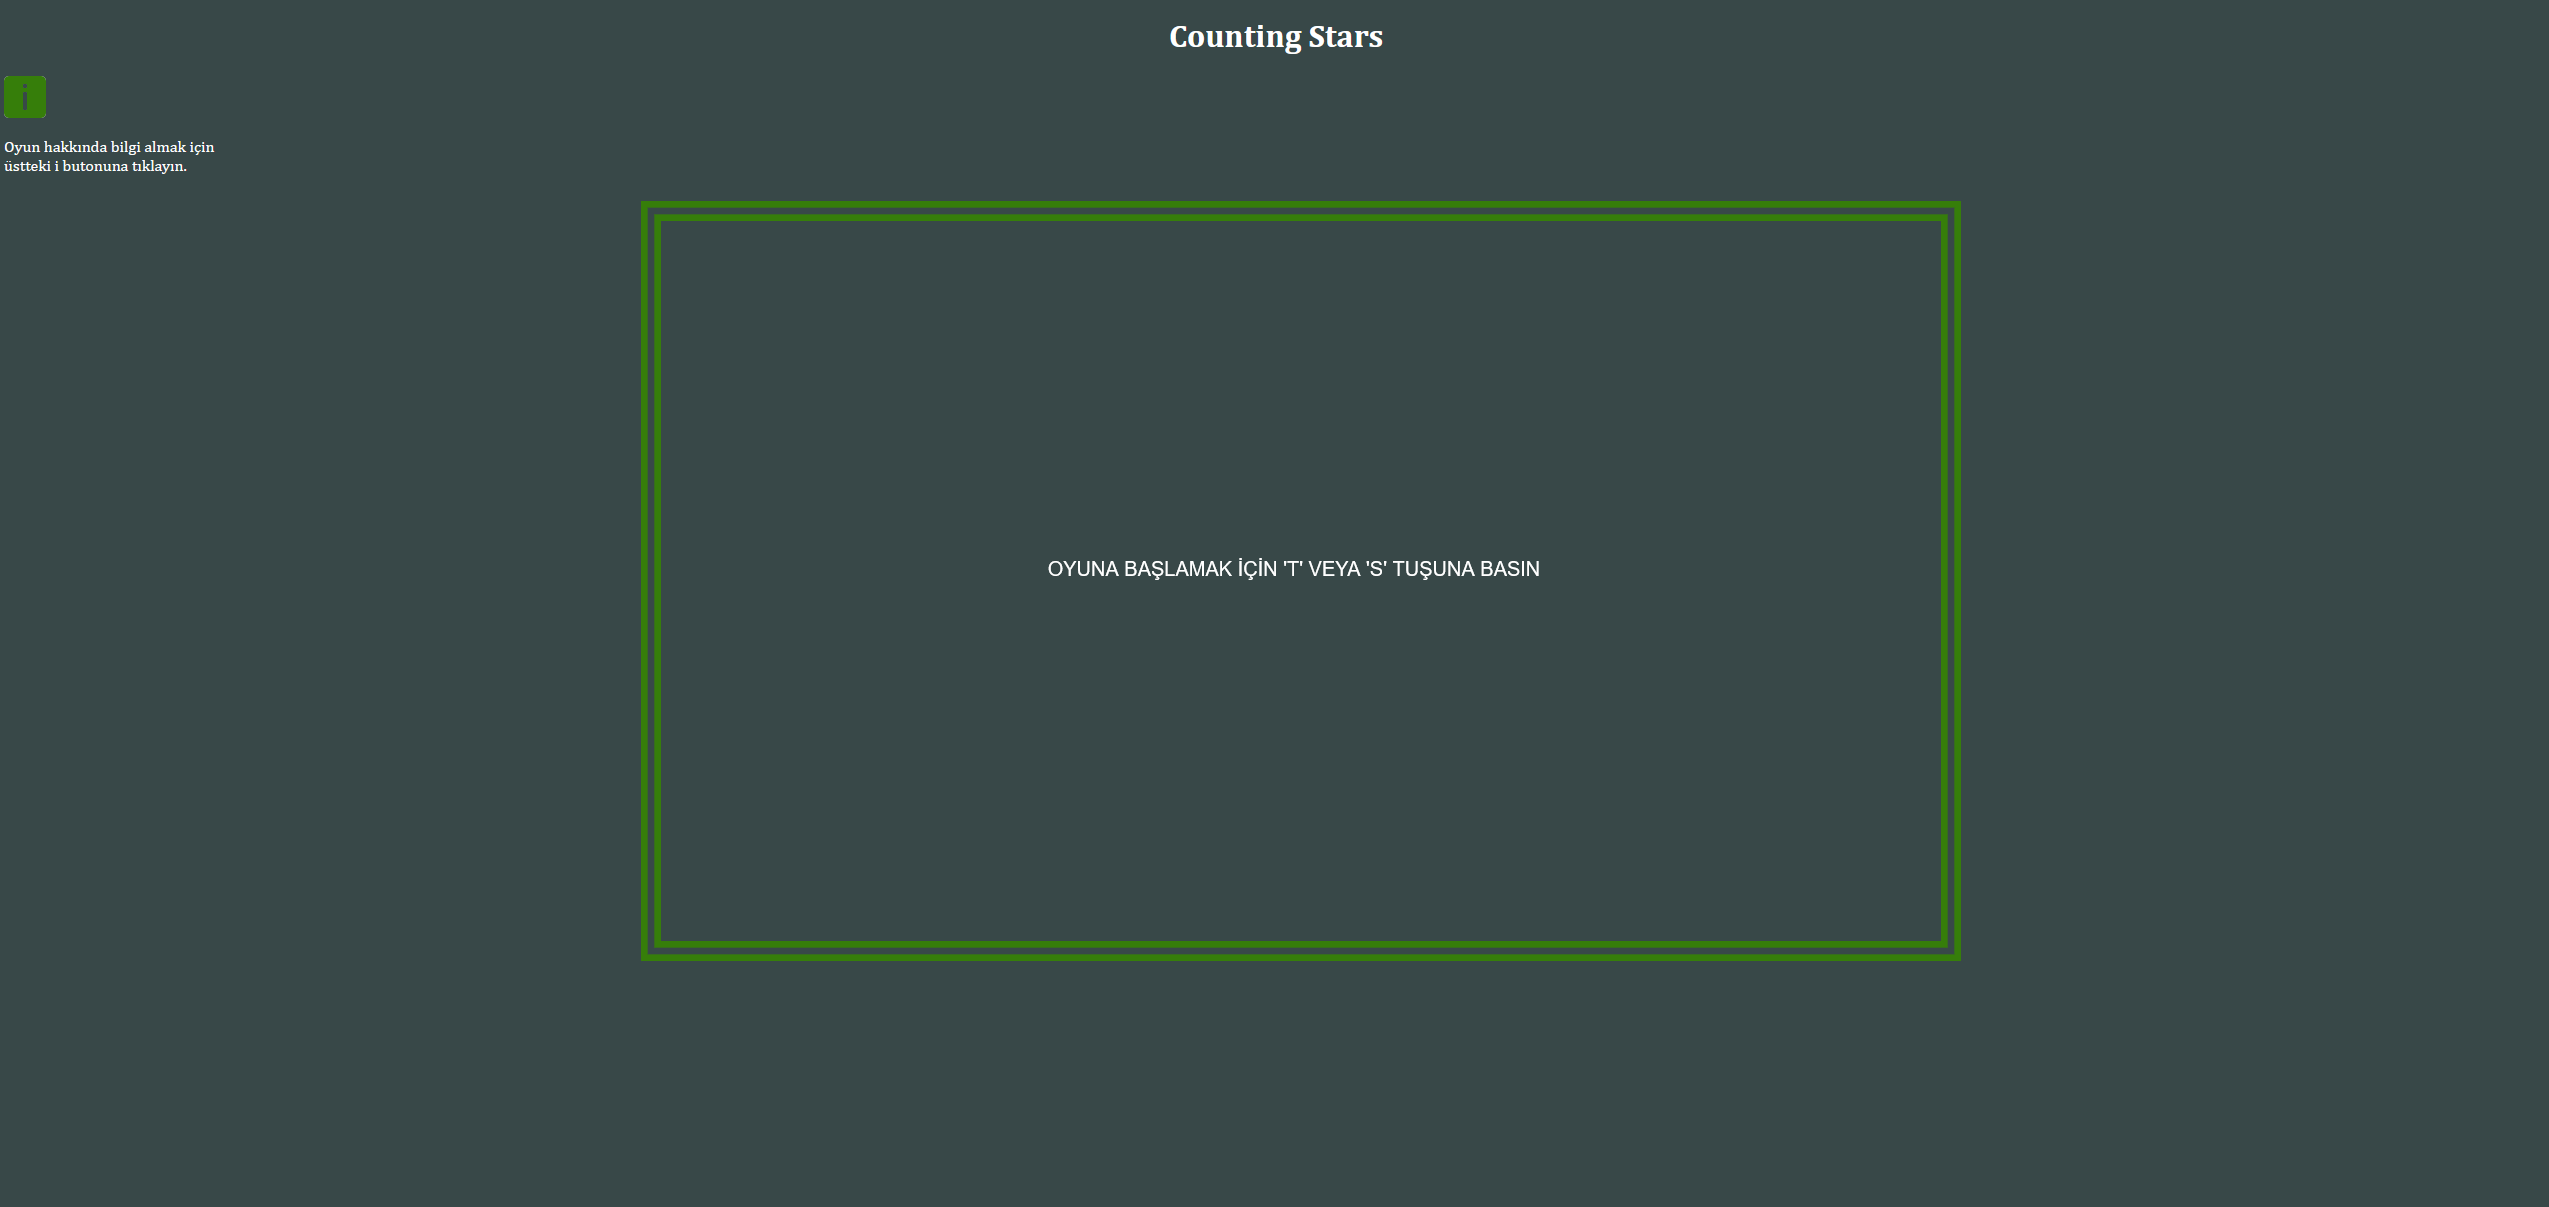 Counting Stars
i
Oyun hakkında bilgi almak için
üstteki i butonuna tıklayın.
OYUNA BAŞLAMAK İÇİN 'T' VEYA 'S' TUŞUNA BASIN